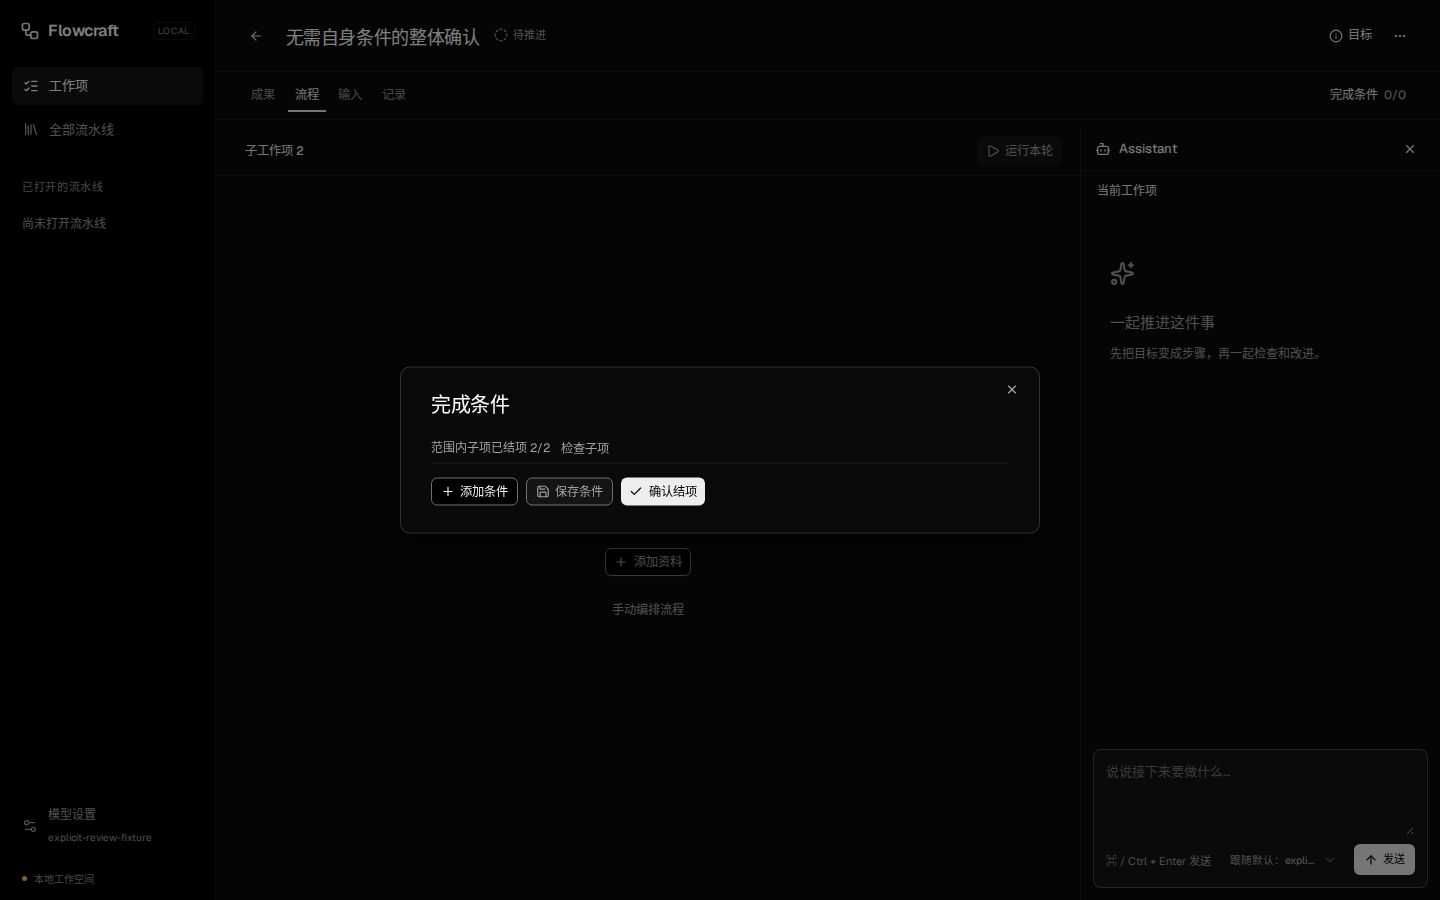 Flowcraft
LOCAL
工作项
全部流水线
已打开的流水线
尚未打开流水线
模型设置
explicit-review-fixture
本地工作空间
无需自身条件的整体确认
待推进
目标
成果
流程
输入
记录
完成条件 0/0
子工作项 2
运行本轮
完成条件
范围内子项已结项 2/2 检查子项
添加条件
保存条件
确认结项
添加资料
手动编排流程
Assistant
当前工作项
一起推进这件事
先把目标变成步骤，再一起检查和改进。
说说接下来要做什么...
⌘ / Ctrl + Enter 发送
跟随默认：expli...
发送